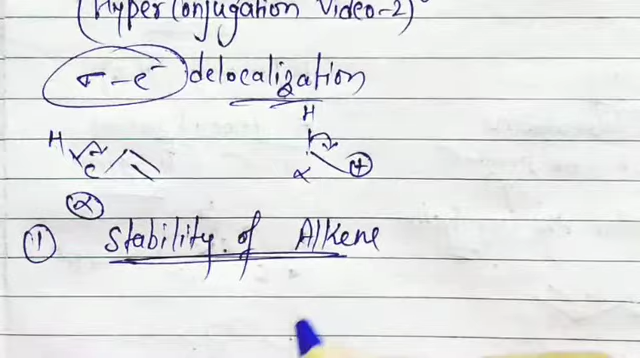 (Hyper Conjugation Video-2)
σ-e⁻ delocalization
H
H
C
α
⊕
α
① Stability of Alkene